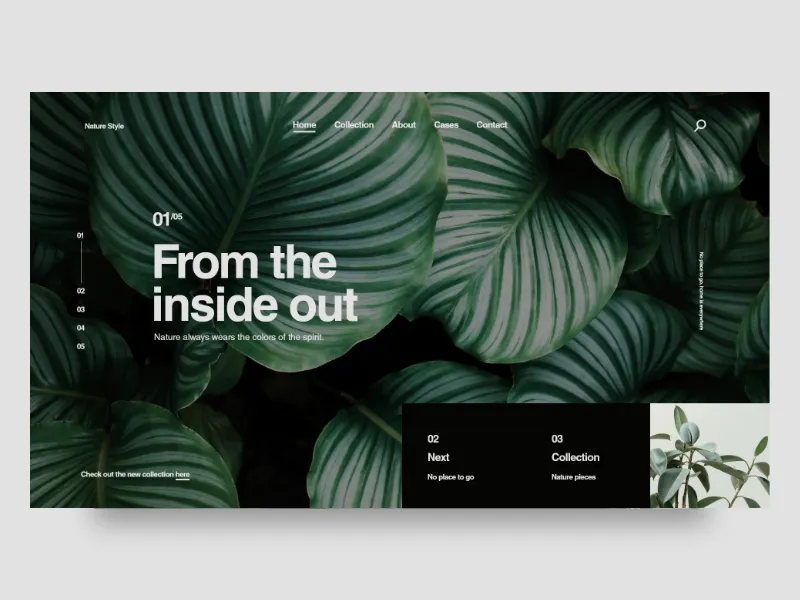 Nature Style
Home Collection About Cases Contact
01/05
From the
inside out
Nature always wears the colors of the spirit.
01
02
03
04
05
No place to go, home is everywhere
Check out the new collection here
02
Next
No place to go
03
Collection
Nature pieces